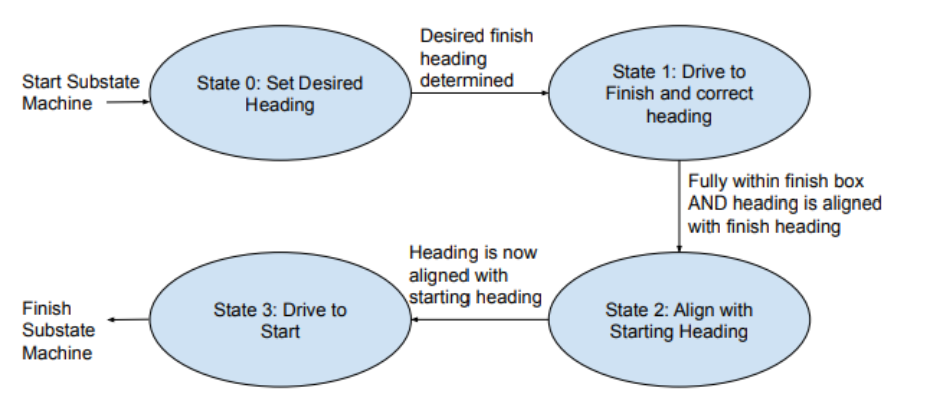 Start Substate
Machine
State 0: Set Desired
Heading
Desired finish
heading
determined
State 1: Drive to
Finish and correct
heading
Fully within finish box
AND heading is aligned
with finish heading
State 2: Align with
Starting Heading
Heading is now
aligned with
starting heading
State 3: Drive to
Start
Finish
Substate
Machine